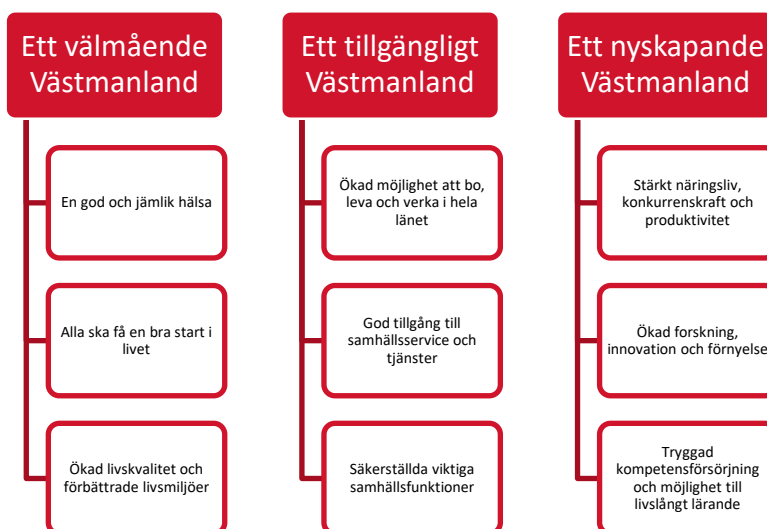 Ett välmående
Västmanland
En god och jämlik hälsa
Alla ska få en bra start i
livet
Ökad livskvalitet och
förbättrade livsmiljöer
Ett tillgängligt
Västmanland
Ökad möjlighet att bo,
leva och verka i hela
länet
God tillgång till
samhällsservice och
tjänster
Säkerställda viktiga
samhällsfunktioner
Ett nyskapande
Västmanland
Stärkt näringsliv,
konkurrenskraft och
produktivitet
Ökad forskning,
innovation och förnyelse
Tryggad
kompetensförsörjning
och möjlighet till
livslångt lärande